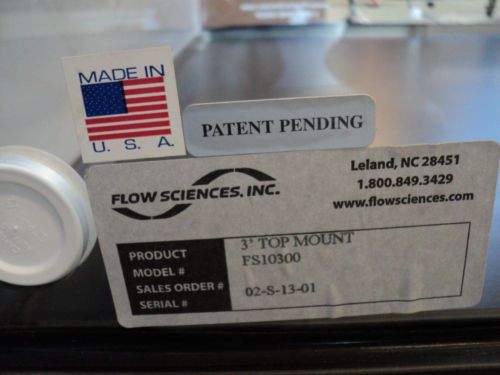 MADE IN
U. S. A.
PATENT PENDING
FLOW SCIENCES, INC.
Leland, NC 28451
1.800.849.3429
www.flowsciences.com
PRODUCT 3' TOP MOUNT
MODEL # FS10300
SALES ORDER #
SERIAL # 02-S-13-01